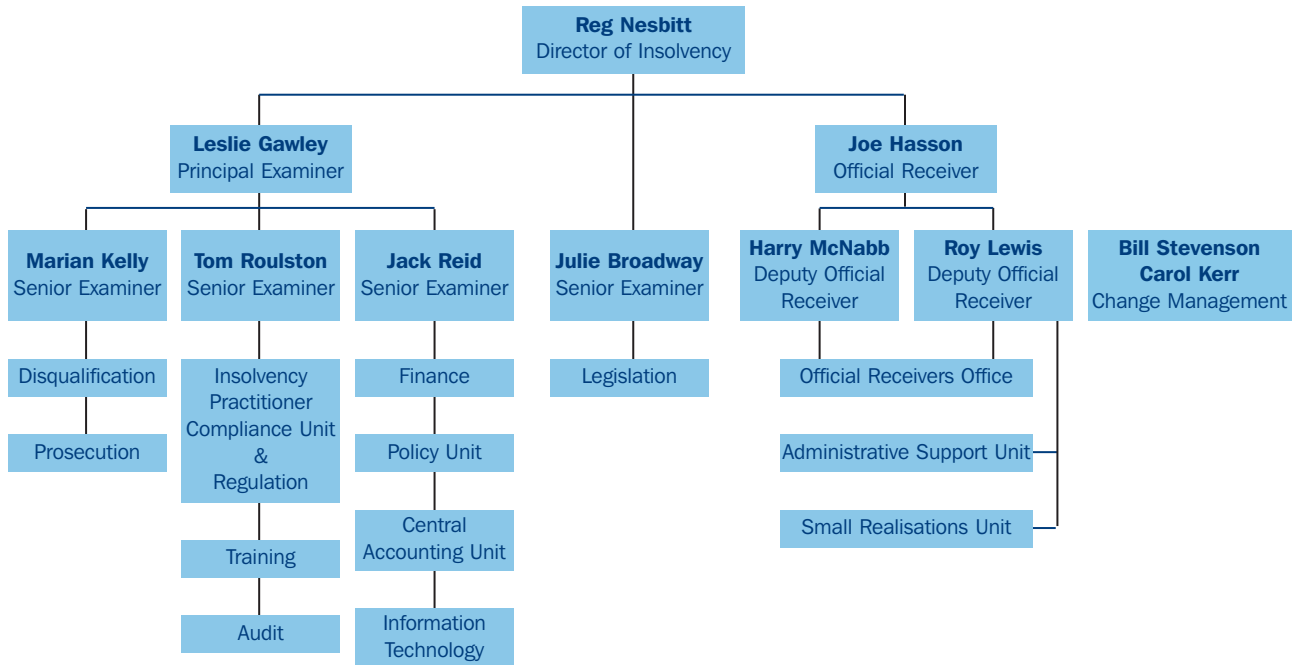 Reg Nesbitt
Director of Insolvency
Leslie Gawley
Principal Examiner
Joe Hasson
Official Receiver
Marian Kelly
Senior Examiner
Tom Roulston
Senior Examiner
Jack Reid
Senior Examiner
Julie Broadway
Senior Examiner
Harry McNabb
Deputy Official
Receiver
Roy Lewis
Deputy Official
Receiver
Bill Stevenson
Carol Kerr
Change Management
Disqualification
Prosecution
Insolvency
Practitioner
Compliance Unit
&
Regulation
Training
Audit
Finance
Policy Unit
Central
Accounting Unit
Information
Technology
Legislation
Official Receivers Office
Administrative Support Unit
Small Realisations Unit